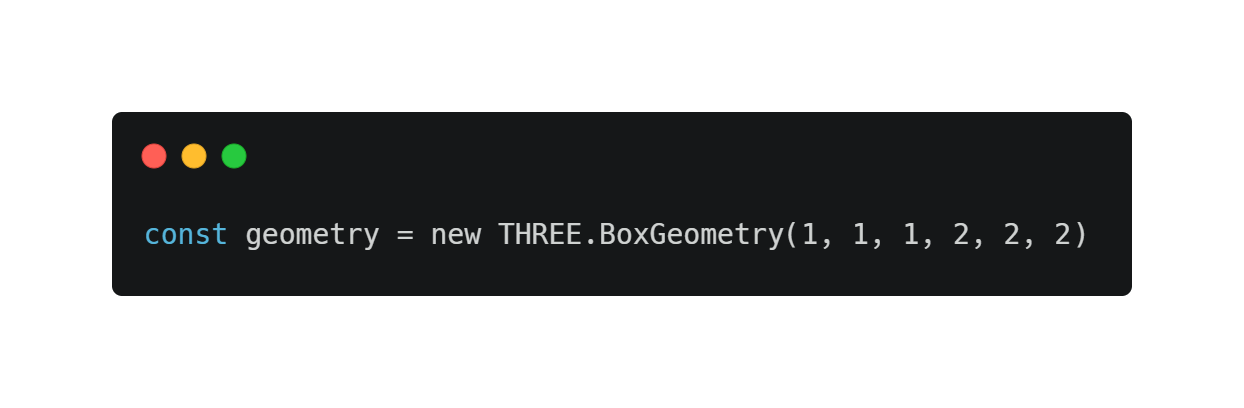 const geometry = new THREE.BoxGeometry(1, 1, 1, 2, 2, 2)